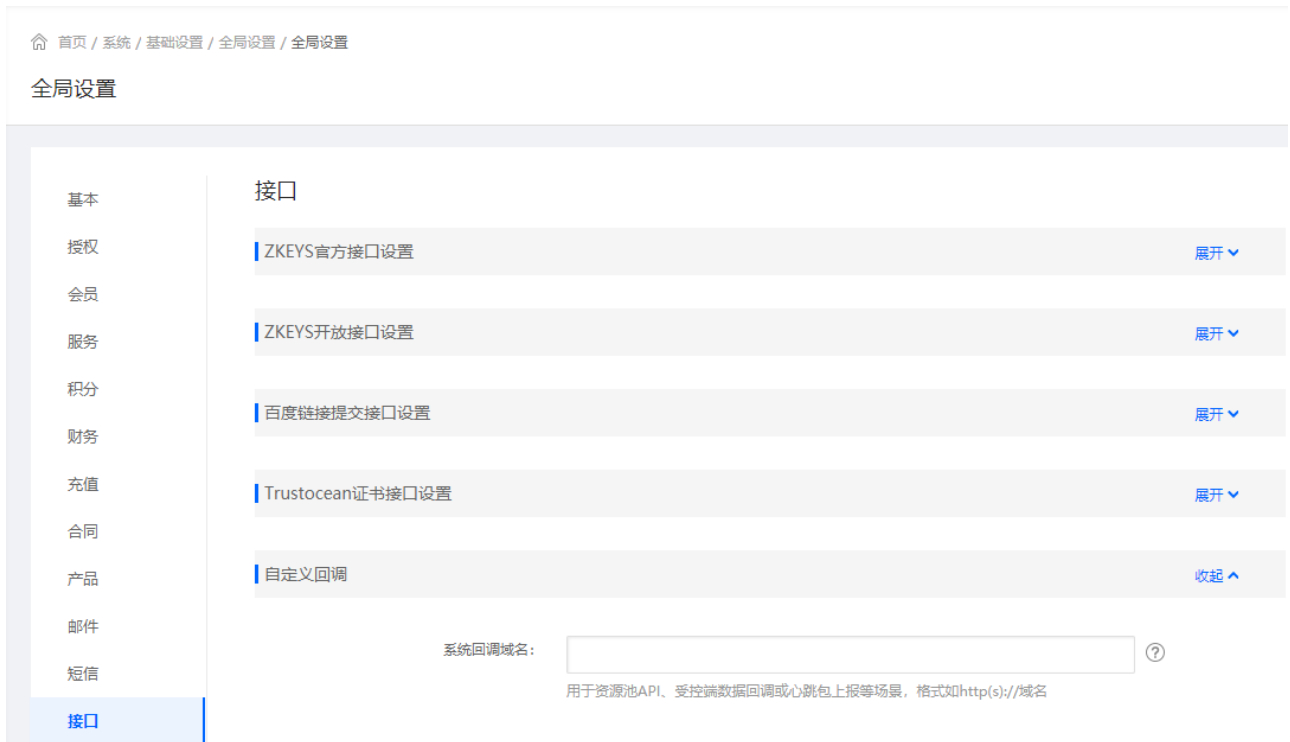 首页 / 系统 / 基础设置 / 全局设置 / 全局设置
全局设置
基本
授权
会员
服务
积分
财务
充值
合同
产品
邮件
短信
接口
接口
ZKEYS官方接口设置 展开
ZKEYS开放接口设置 展开
百度链接提交接口设置 展开
Trustocean证书接口设置 展开
自定义回调 收起
系统回调域名：
用于资源池API、受控端数据回调或心跳包上报等场景，格式如http(s)://域名